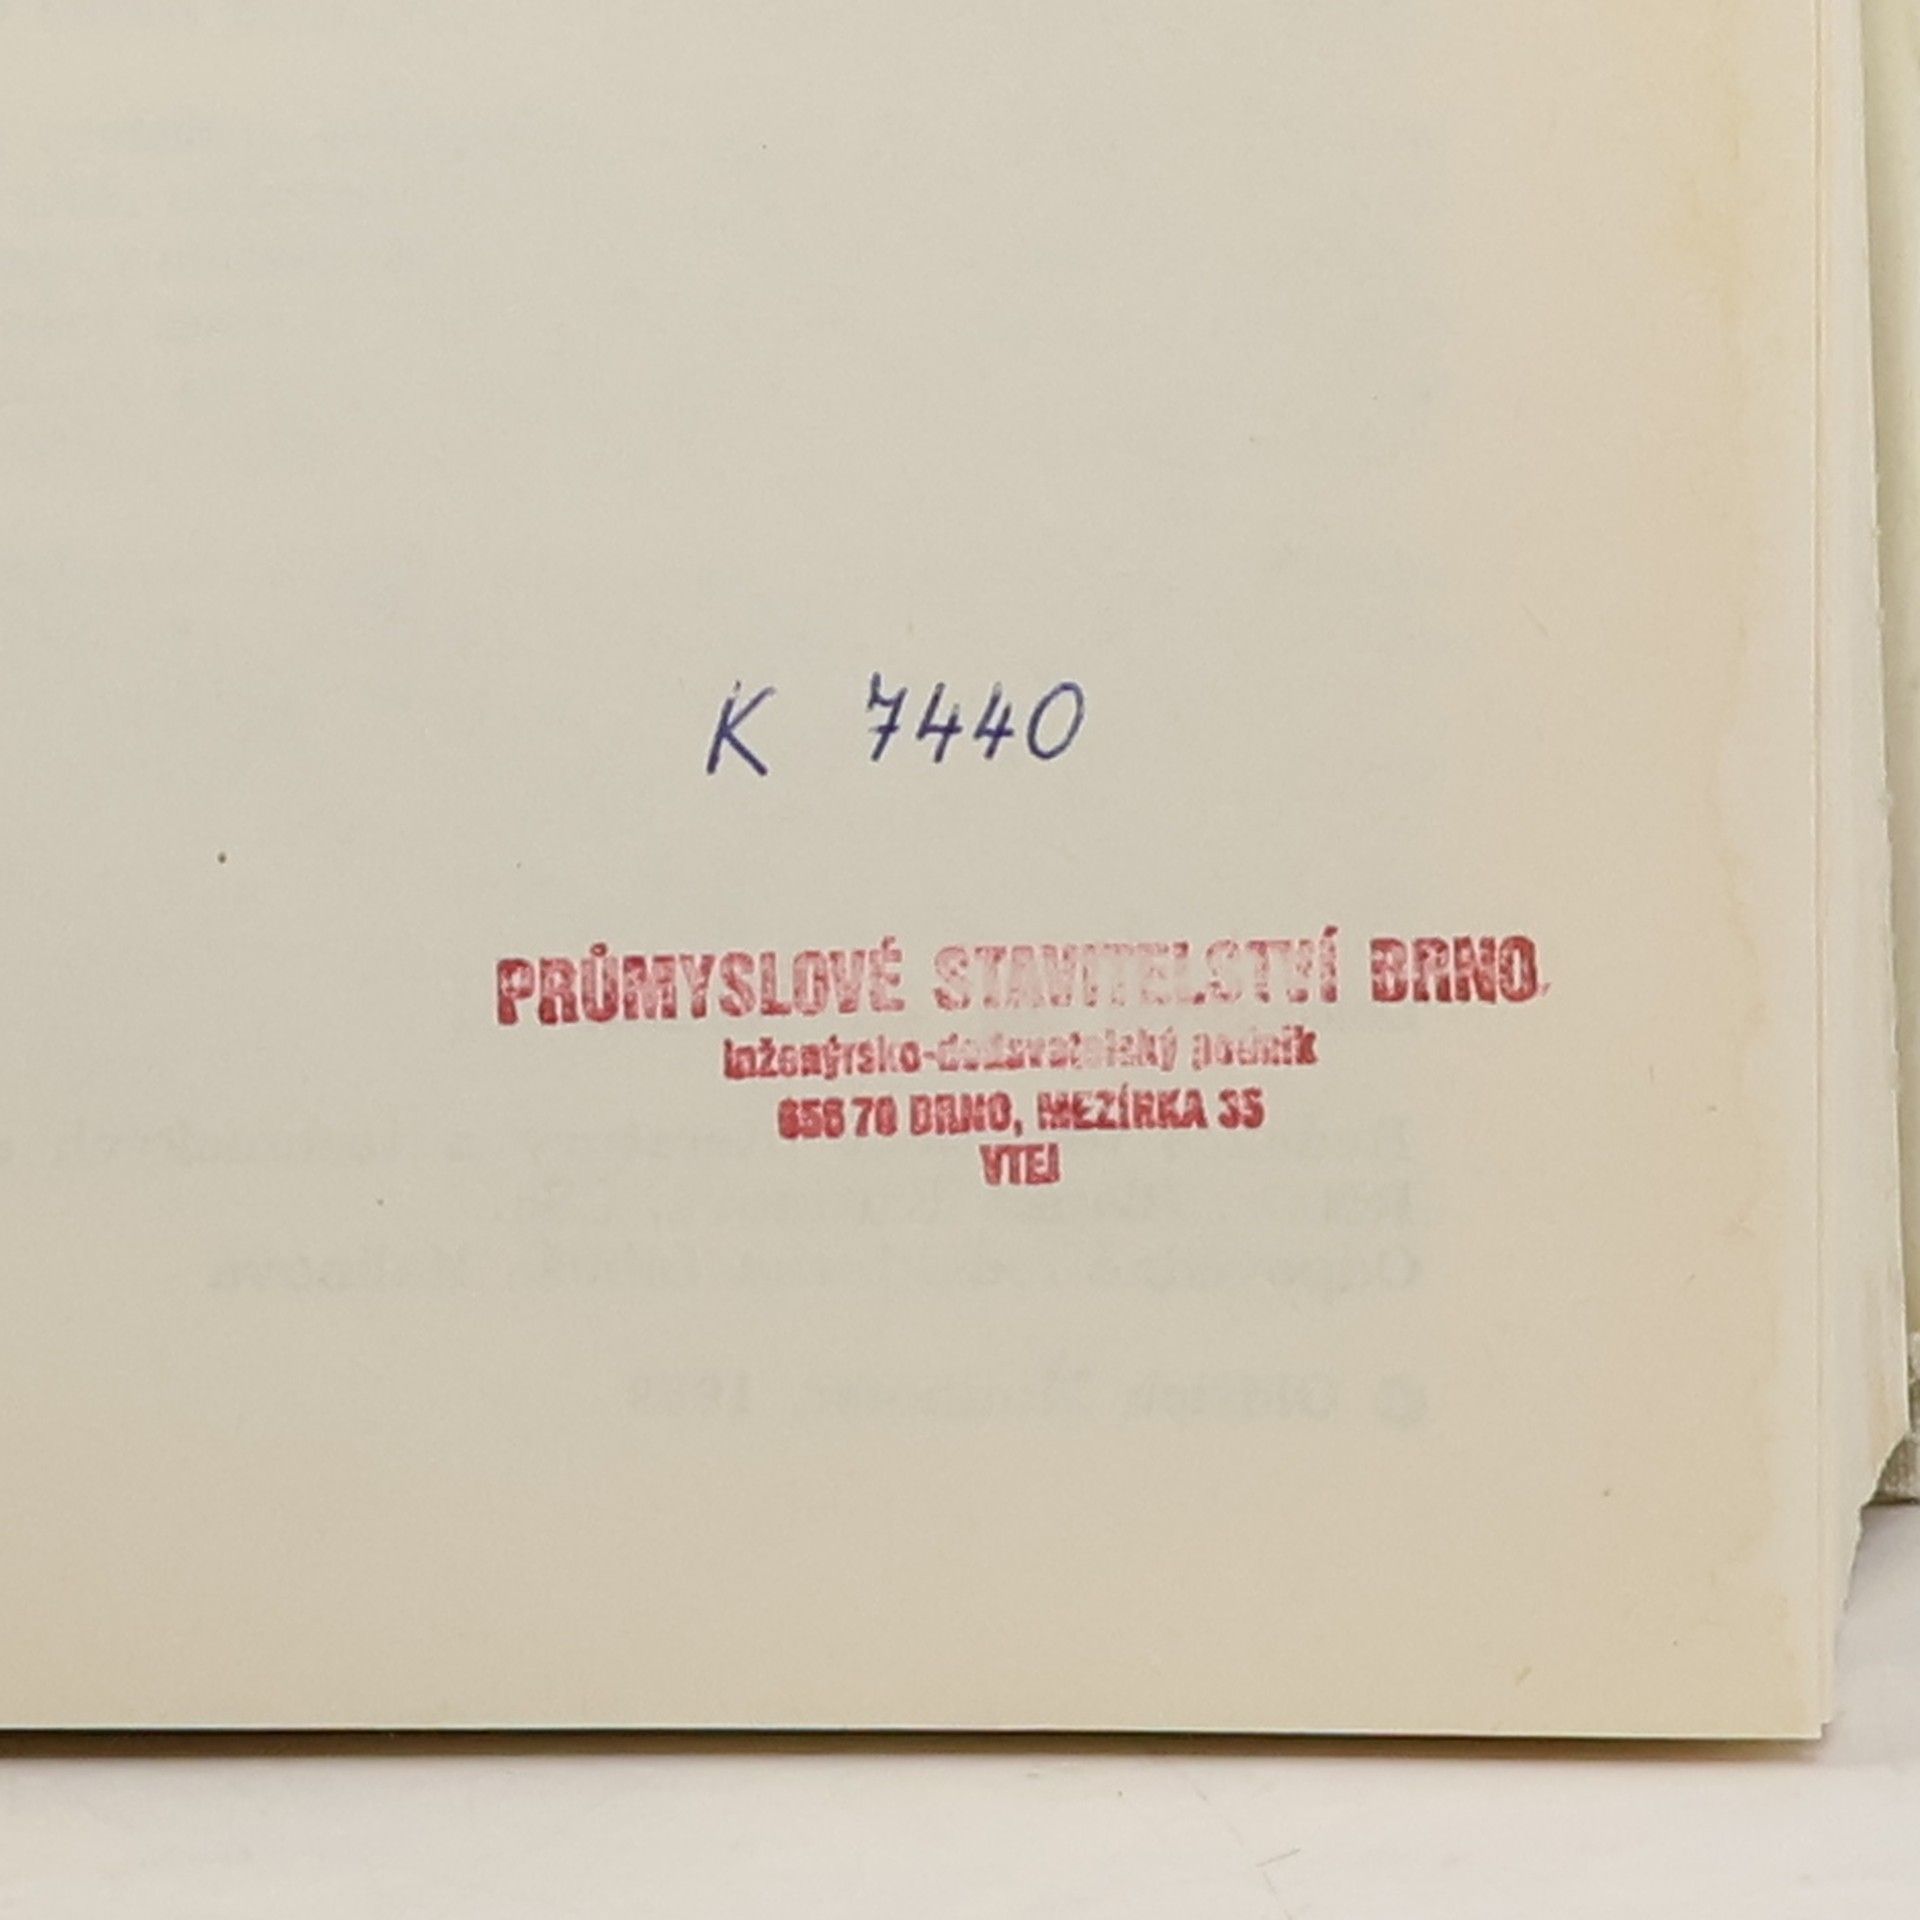 K 7440
PRŮMYSLOVÉ STAVITELSTVÍ BRNO,
inženýrsko-dodavatelský podnik
656 70 BRNO, MEZÍRKA 35
VTEI